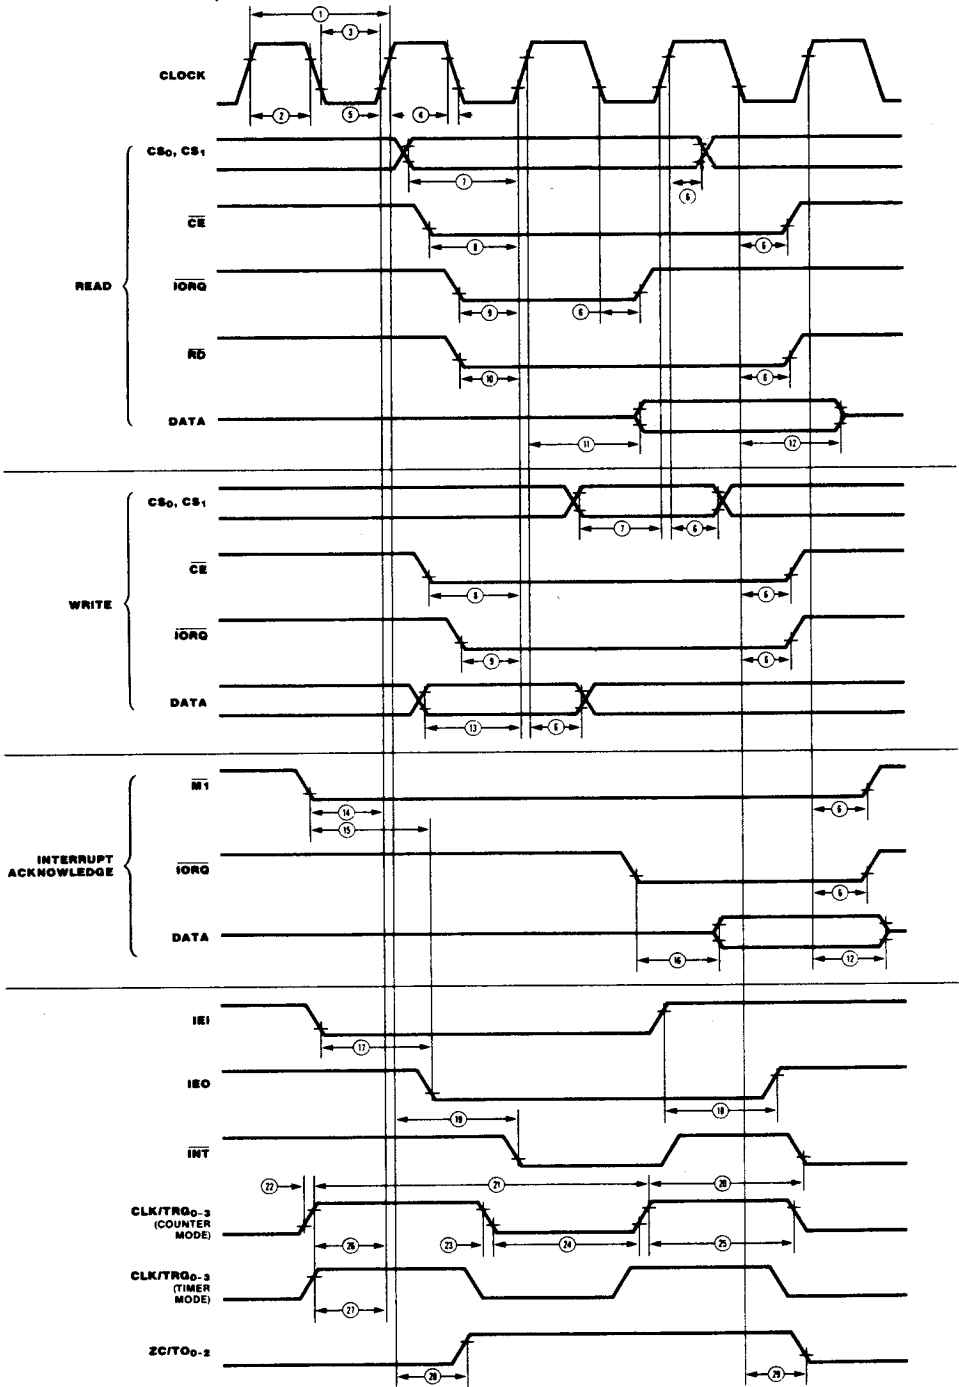 1
3
CLOCK
2
5
4
CS0, CS1
7
6
CE
8
6
READ
IORQ
9
6
RD
10
6
DATA
11
12
CS0, CS1
7
6
CE
8
6
WRITE
IORQ
9
6
DATA
13
6
M1
14
6
15
INTERRUPT
ACKNOWLEDGE
IORQ
6
DATA
16
12
IEI
17
IEO
19
18
INT
22
21
20
CLK/TRG0-3
(COUNTER
MODE)
26
23
24
25
CLK/TRG0-3
(TIMER
MODE)
27
ZC/TO0-2
28
29